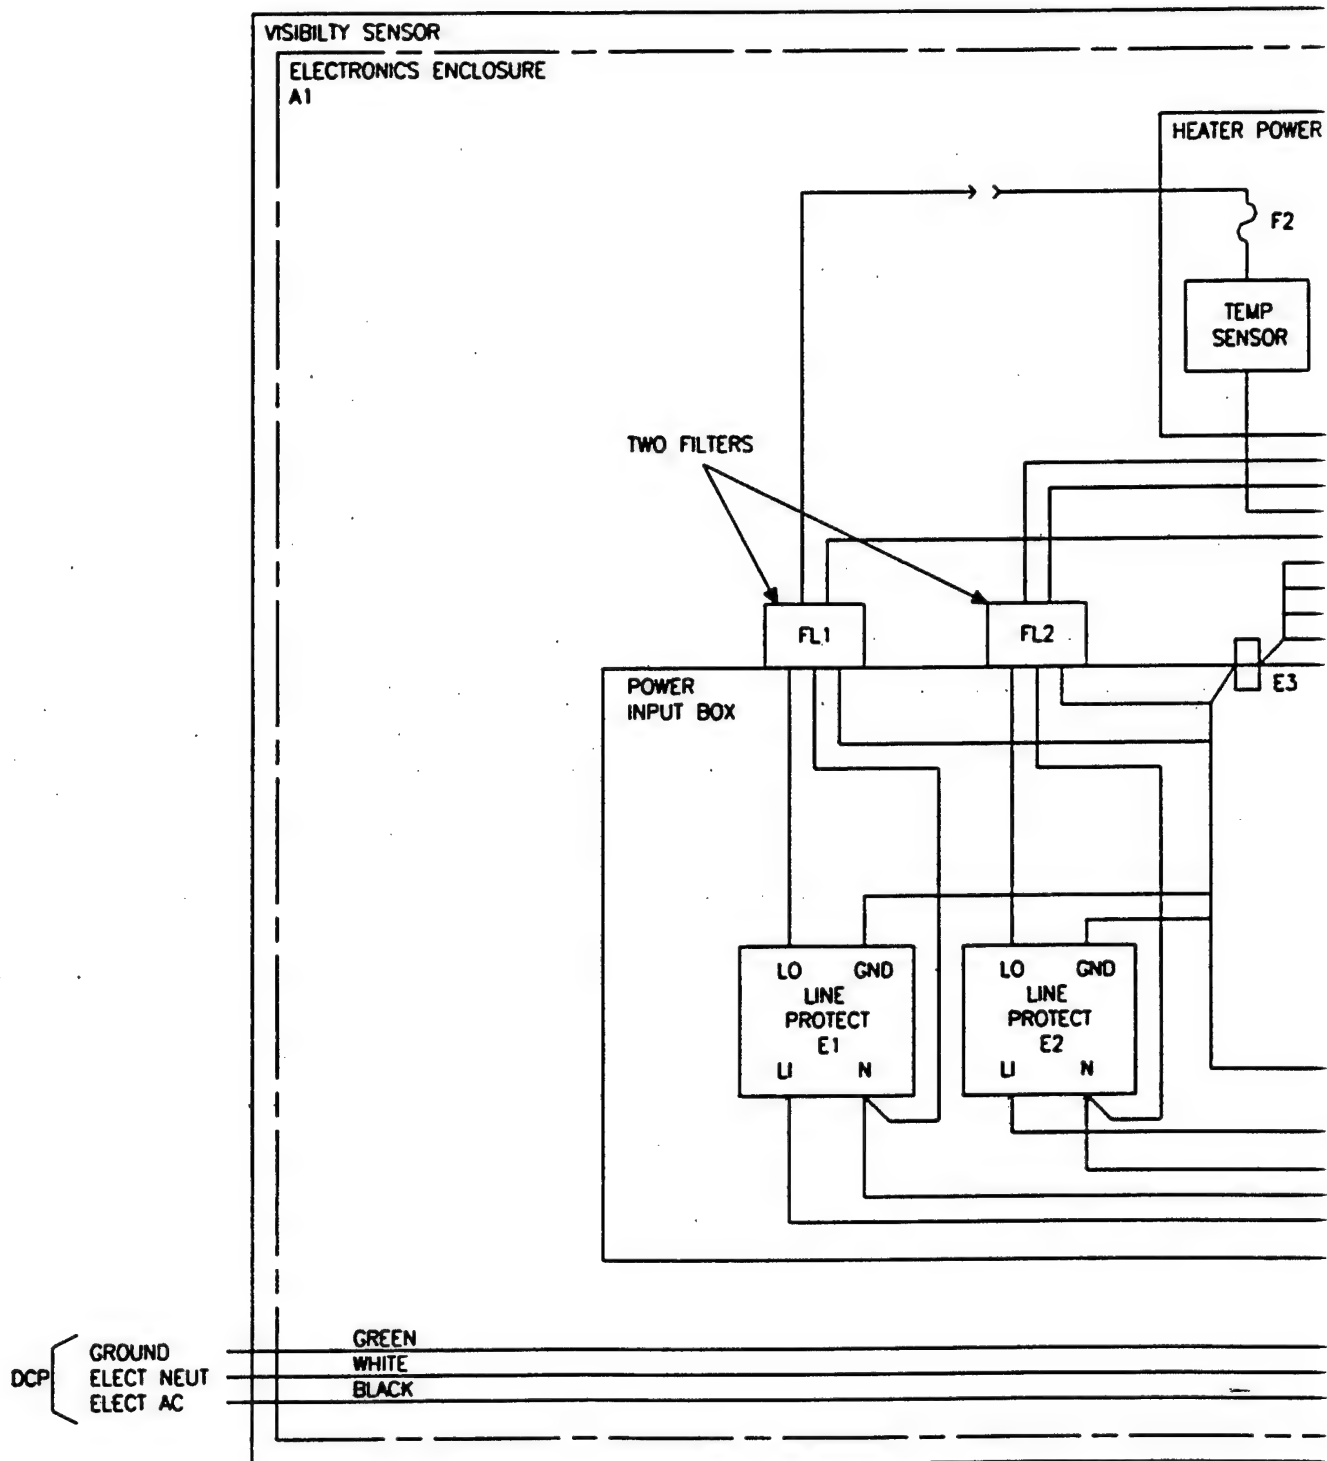 VISIBILTY SENSOR
ELECTRONICS ENCLOSURE
A1
HEATER POWER
F2
TEMP
SENSOR
TWO FILTERS
FL1
FL2
E3
POWER
INPUT BOX
LO GND
LINE
PROTECT
E1
LI N
LO GND
LINE
PROTECT
E2
LI N
DCP
GROUND
ELECT NEUT
ELECT AC
GREEN
WHITE
BLACK